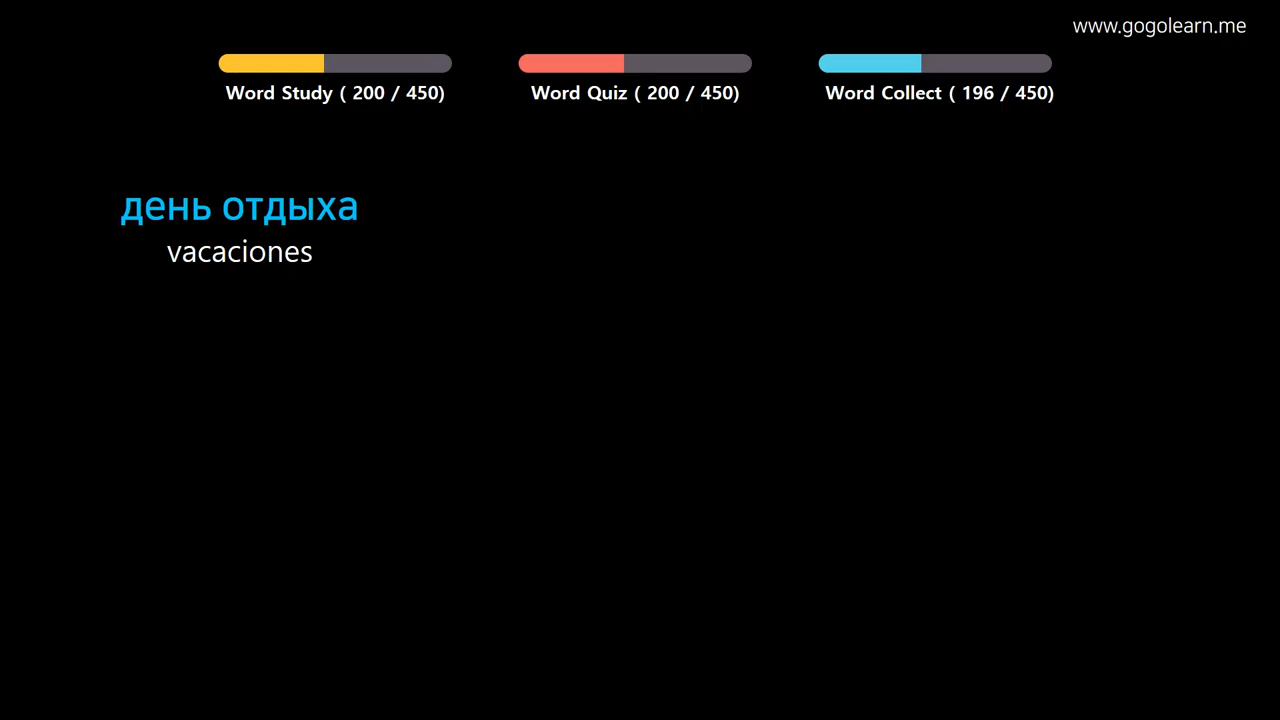 www.gogolearn.me
Word Study ( 200 / 450)
Word Quiz ( 200 / 450)
Word Collect ( 196 / 450)
день отдыха
vacaciones